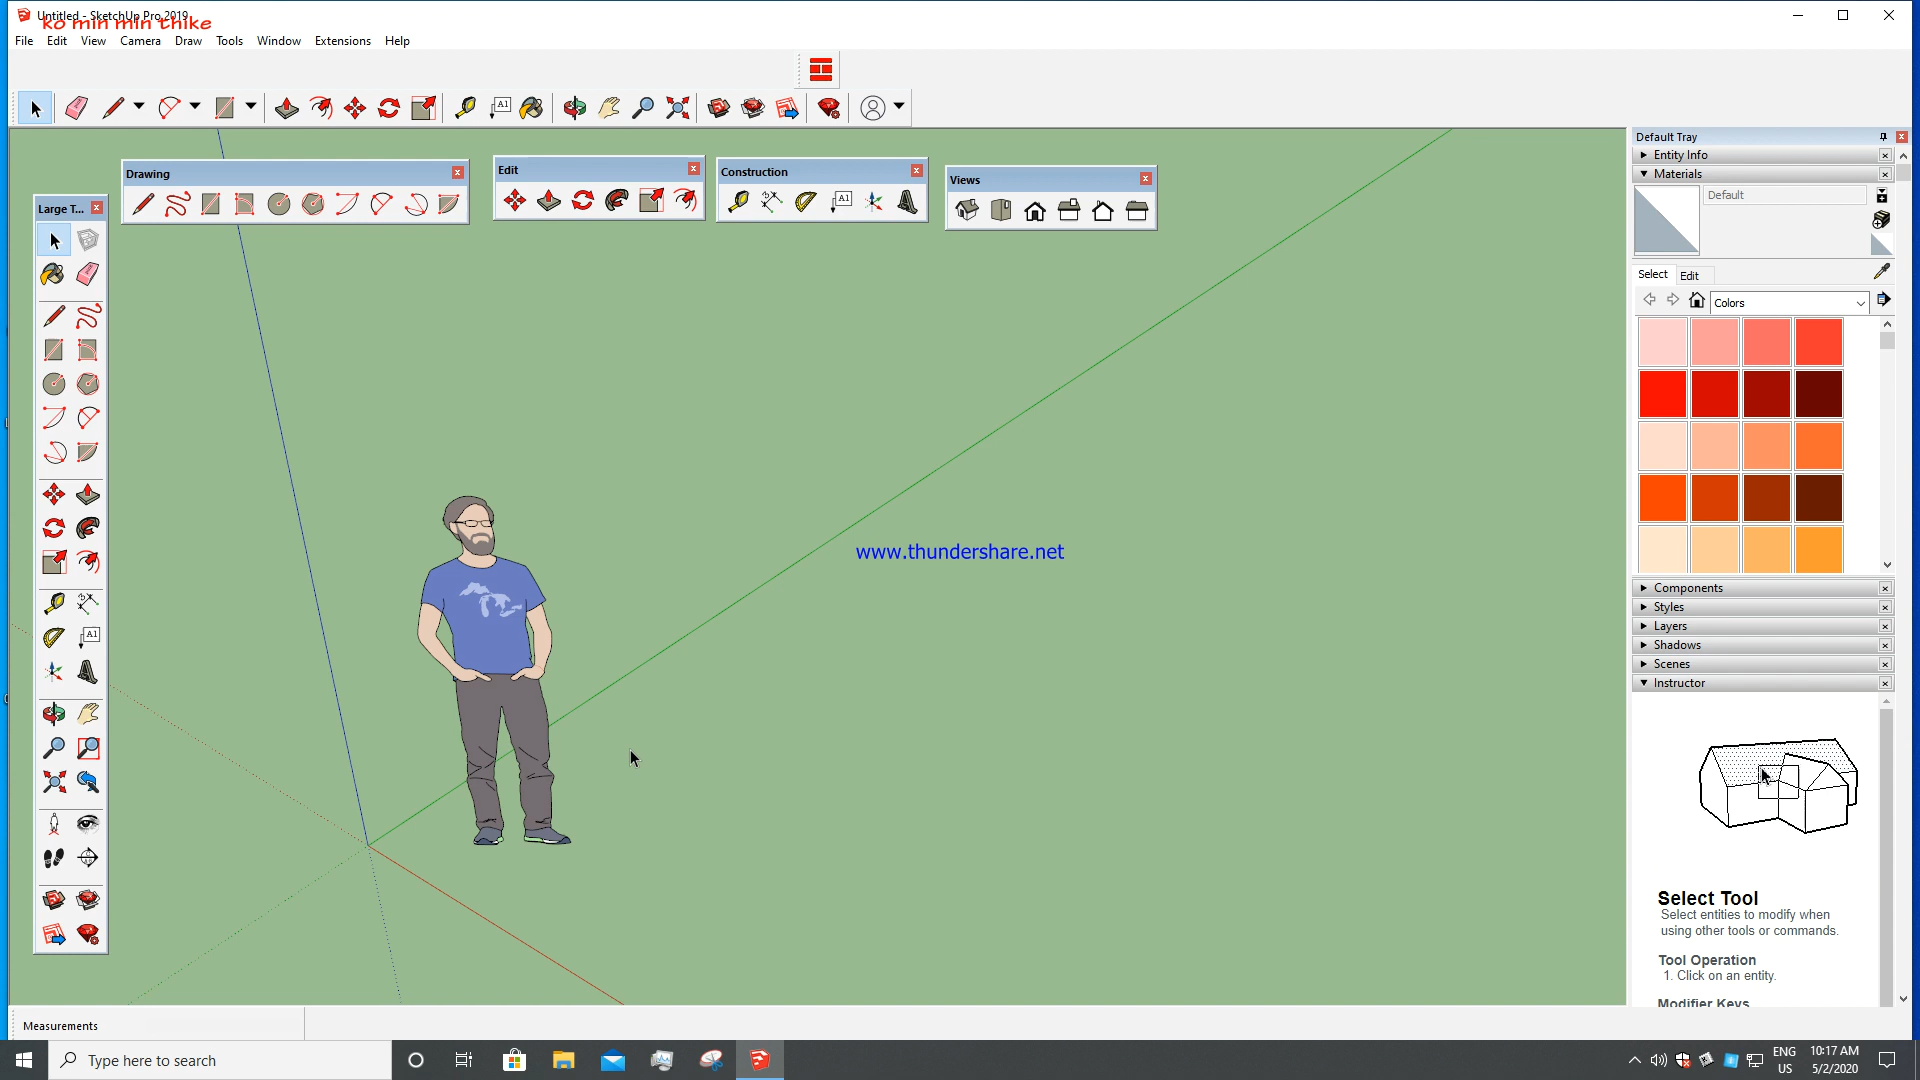 Untitled - SketchUp Pro 2019
ko min min thike
File Edit View Camera Draw Tools Window Extensions Help
Default Tray
Entity Info
Materials
Default
Select Edit
Colors
Drawing
Edit
Construction
Views
Large T...
A1
A1
A1
www.thundershare.net
Components
Styles
Layers
Shadows
Scenes
Instructor
Select Tool
Select entities to modify when
using other tools or commands.
Tool Operation
1. Click on an entity.
Modifier Keys
Measurements
Type here to search
ENG
US
10:17 AM
5/2/2020